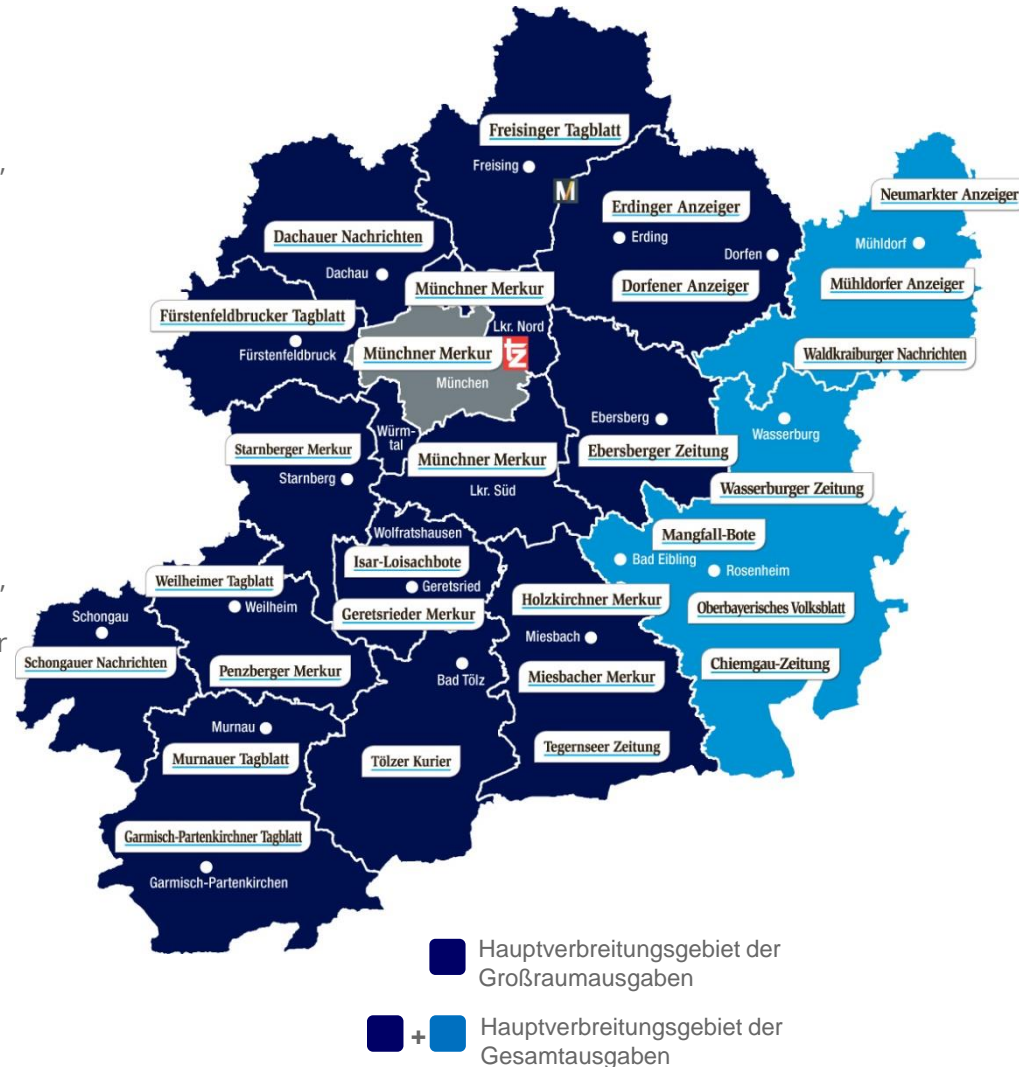 ,
Freisinger Tagblatt
Freising
M
Neumarkter Anzeiger
Erdinger Anzeiger
Erding
Mühldorf
Dachauer Nachrichten
Dorfen
Dachau
Münchner Merkur
Dorfener Anzeiger
Mühldorfer Anzeiger
Fürstenfeldbrucker Tagblatt
Lkr. Nord
Münchner Merkur
tz
Waldkraiburger Nachrichten
Fürstenfeldbruck
München
Ebersberg
Wasserburg
Würm-
tal
Starnberger Merkur
Münchner Merkur
Ebersberger Zeitung
Starnberg
Lkr. Süd
Wasserburger Zeitung
Wolfratshausen
Mangfall-Bote
Isar-Loisachbote
Bad Eibling
Rosenheim
Weilheimer Tagblatt
Geretsried
,
Weilheim
Geretsrieder Merkur
Holzkirchner Merkur
Oberbayerisches Volksblatt
Schongau
Miesbach
r
Schongauer Nachrichten
Penzberger Merkur
Bad Tölz
Miesbacher Merkur
Chiemgau-Zeitung
Murnau
Murnauer Tagblatt
Tölzer Kurier
Tegernseer Zeitung
Garmisch-Partenkirchner Tagblatt
Garmisch-Partenkirchen
Hauptverbreitungsgebiet der
Großraumausgaben
+
Hauptverbreitungsgebiet der
Gesamtausgaben